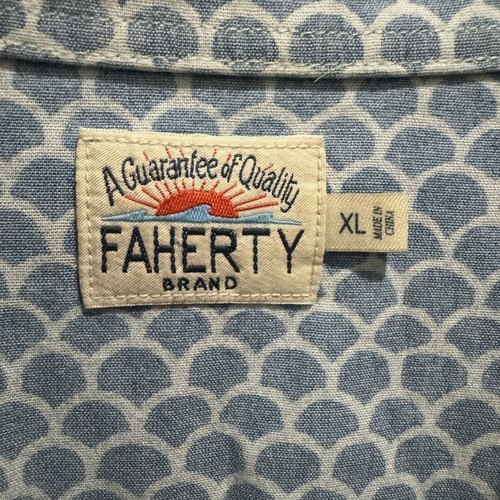 A Guarantee of Quality
FAHERTY
BRAND
XL
MADE IN
CHINA